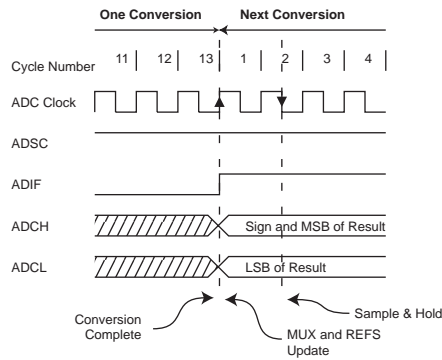 One Conversion Next Conversion
Cycle Number 11 12 13 1 2 3 4
ADC Clock
ADSC
ADIF
ADCH Sign and MSB of Result
ADCL LSB of Result
Conversion
Complete
MUX and REFS
Update
Sample & Hold